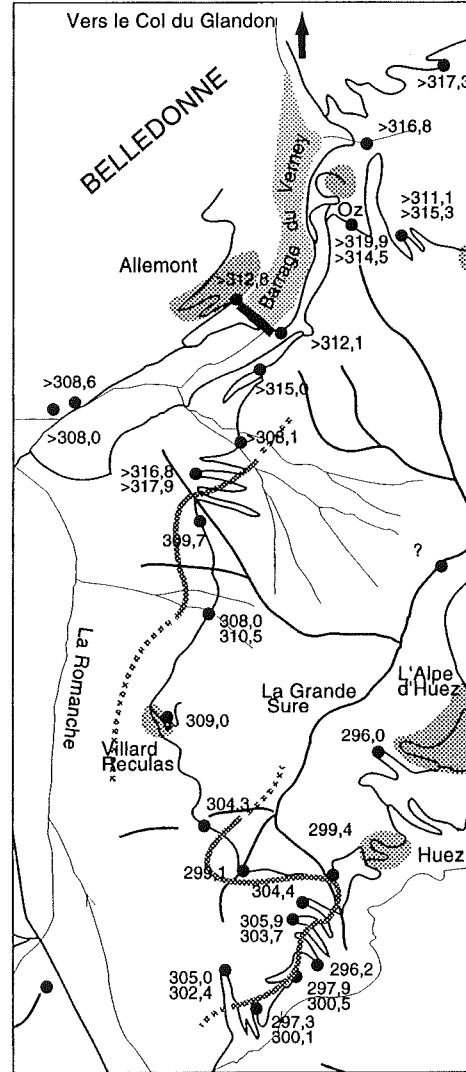 Vers le Col du Glandon
BELLEDONNE
>317,3
>316,8
Barrage du Verney
>311,1
>315,3
Oz
>319,9
>314,5
Allemont
>312,8
>312,1
>315,0
>308,6
>308,0
>308,1
>316,8
>317,9
309,7
?
308,0
310,5
La Romanche
L'Alpe
d'Huez
La Grande
Sure
309,0
296,0
Villard
Reculas
304,3
299,4
Huez
299,1
304,4
305,9
303,7
296,2
305,0
302,4
297,9
300,5
297,3
300,1